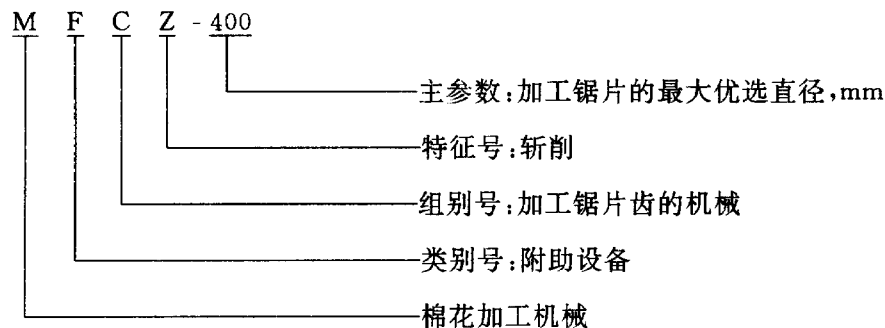 M F C Z - 400
主参数:加工锯片的最大优选直径,mm
特征号:斩削
组别号:加工锯片齿的机械
类别号:附助设备
棉花加工机械